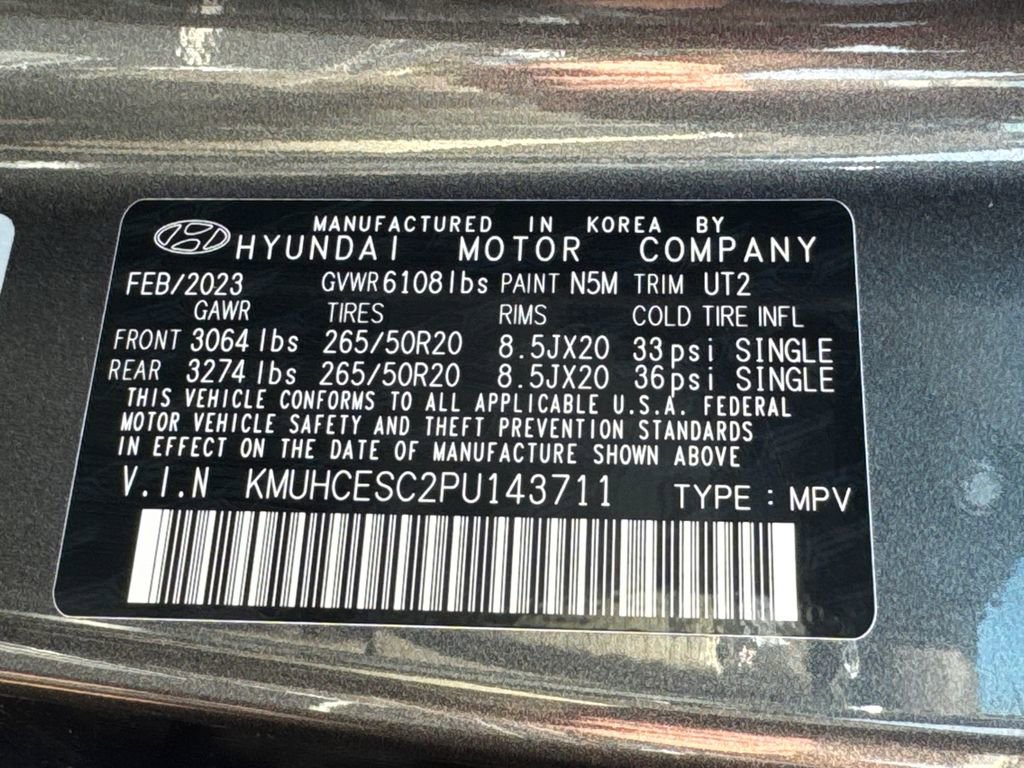 MANUFACTURED IN KOREA BY
HYUNDAI MOTOR COMPANY
FEB/2023 GVWR 6108 lbs PAINT N5M TRIM UT2
GAWR TIRES RIMS COLD TIRE INFL
FRONT 3064 lbs 265/50R20 8.5JX20 33psi SINGLE
REAR 3274 lbs 265/50R20 8.5JX20 36psi SINGLE
THIS VEHICLE CONFORMS TO ALL APPLICABLE U.S.A. FEDERAL
MOTOR VEHICLE SAFETY AND THEFT PREVENTION STANDARDS
IN EFFECT ON THE DATE OF MANUFACTURE SHOWN ABOVE
V.I.N KMUHCESC2PU143711 TYPE : MPV